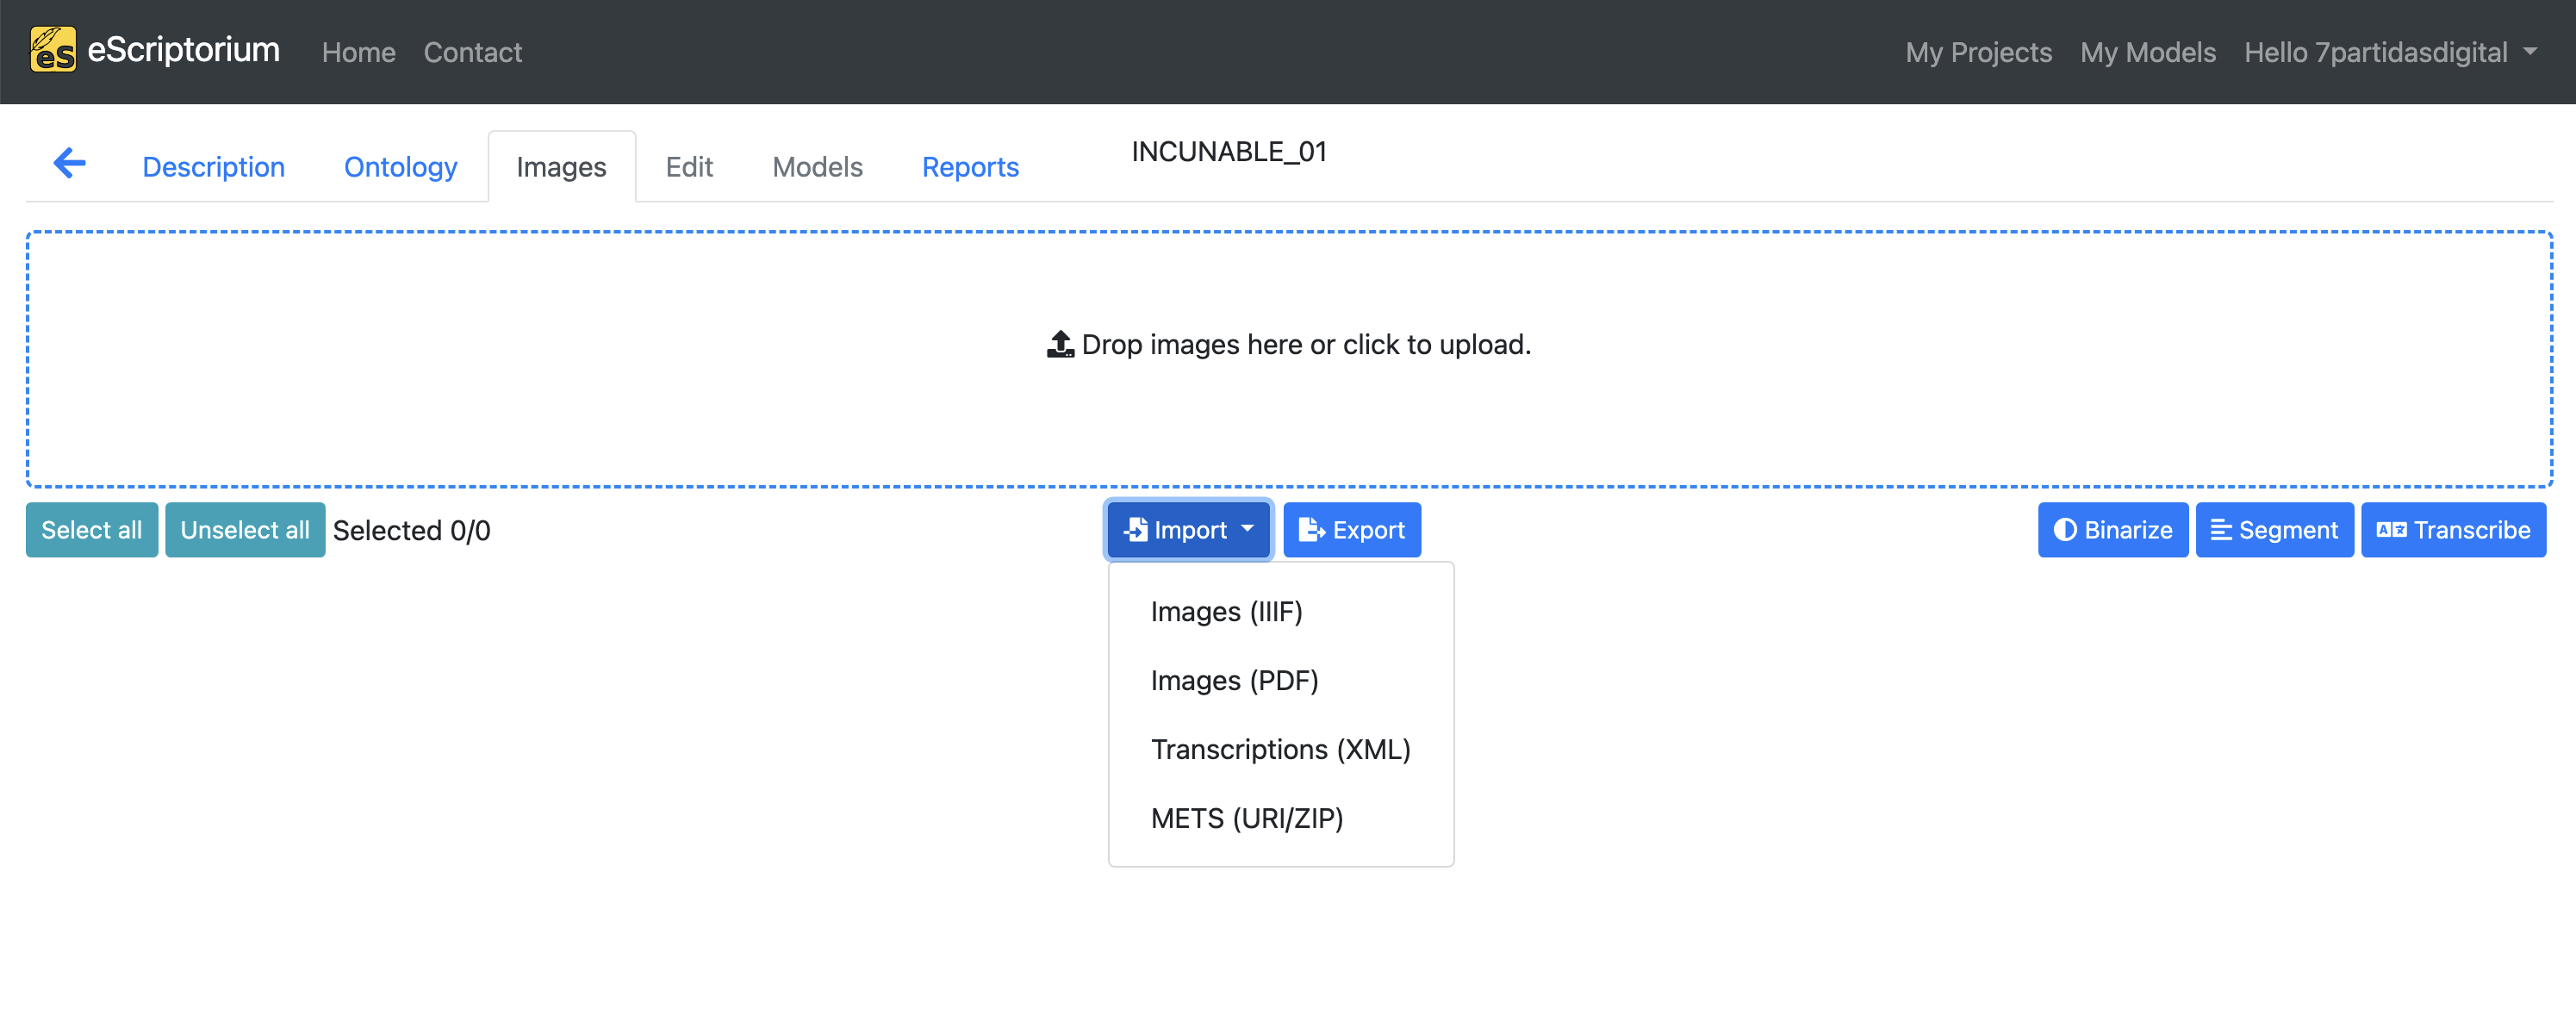 es eScriptorium Home Contact My Projects My Models Hello 7partidasdigital
Description Ontology Images Edit Models Reports INCUNABLE_01
Drop images here or click to upload.
Select all Unselect all Selected 0/0 Import Export Binarize Segment Transcribe
Images (IIIF)
Images (PDF)
Transcriptions (XML)
METS (URI/ZIP)